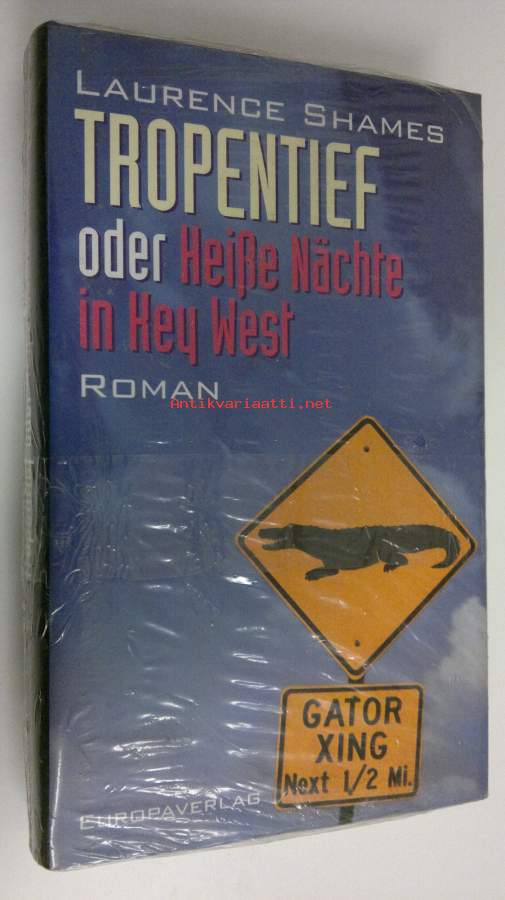 LAURENCE SHAMES
TROPENTIEF
oder Heiße Nächte
in Key West
ROMAN
Antikvariaatti.net
GATOR
XING
Next 1/2 Mi.
EUROPAVERLAG